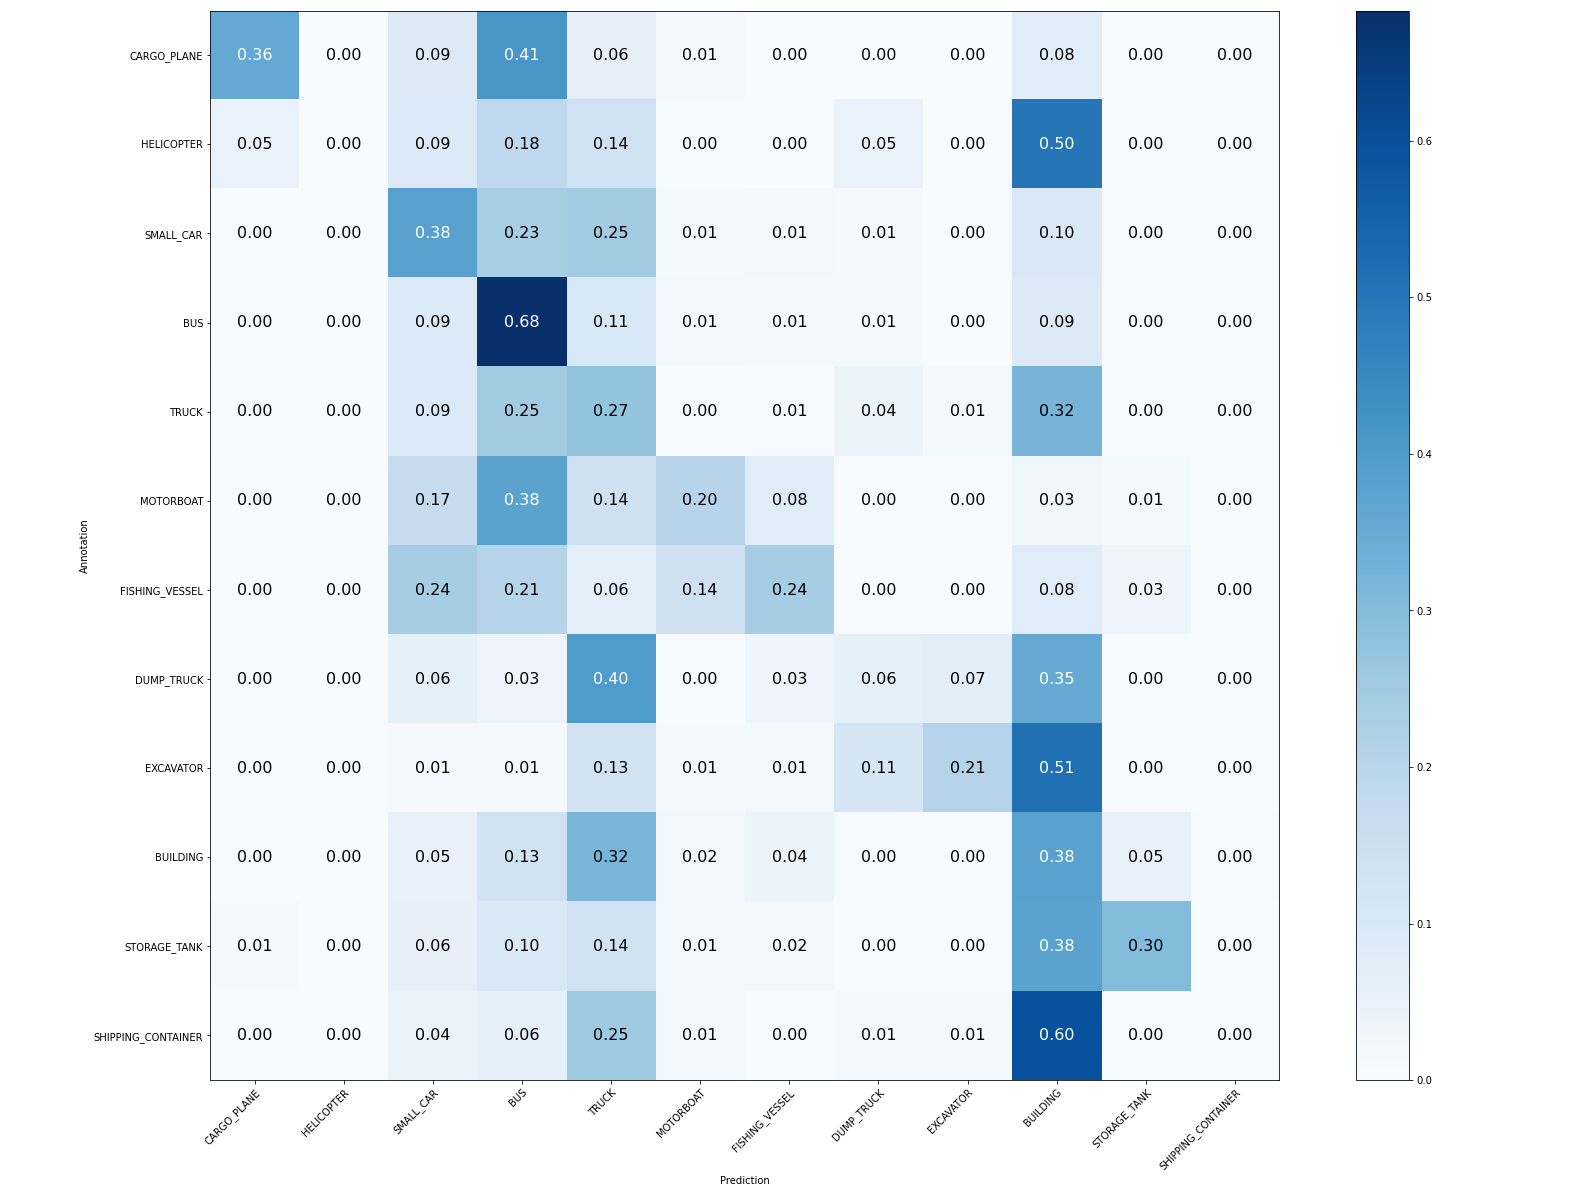 CARGO_PLANE 0.36 0.00 0.09 0.41 0.06 0.01 0.00 0.00 0.00 0.08 0.00 0.00
HELICOPTER 0.05 0.00 0.09 0.18 0.14 0.00 0.00 0.05 0.00 0.50 0.00 0.00
0.6
SMALL_CAR 0.00 0.00 0.38 0.23 0.25 0.01 0.01 0.01 0.00 0.10 0.00 0.00
0.5
BUS 0.00 0.00 0.09 0.68 0.11 0.01 0.01 0.01 0.00 0.09 0.00 0.00
TRUCK 0.00 0.00 0.09 0.25 0.27 0.00 0.01 0.04 0.01 0.32 0.00 0.00
0.4
MOTORBOAT 0.00 0.00 0.17 0.38 0.14 0.20 0.08 0.00 0.00 0.03 0.01 0.00
Annotation
FISHING_VESSEL 0.00 0.00 0.24 0.21 0.06 0.14 0.24 0.00 0.00 0.08 0.03 0.00
0.3
DUMP_TRUCK 0.00 0.00 0.06 0.03 0.40 0.00 0.03 0.06 0.07 0.35 0.00 0.00
EXCAVATOR 0.00 0.00 0.01 0.01 0.13 0.01 0.01 0.11 0.21 0.51 0.00 0.00
0.2
BUILDING 0.00 0.00 0.05 0.13 0.32 0.02 0.04 0.00 0.00 0.38 0.05 0.00
0.1
STORAGE_TANK 0.01 0.00 0.06 0.10 0.14 0.01 0.02 0.00 0.00 0.38 0.30 0.00
SHIPPING_CONTAINER 0.00 0.00 0.04 0.06 0.25 0.01 0.00 0.01 0.01 0.60 0.00 0.00
0.0
CARGO_PLANE HELICOPTER SMALL_CAR BUS TRUCK MOTORBOAT FISHING_VESSEL DUMP_TRUCK EXCAVATOR BUILDING STORAGE_TANK SHIPPING_CONTAINER
Prediction